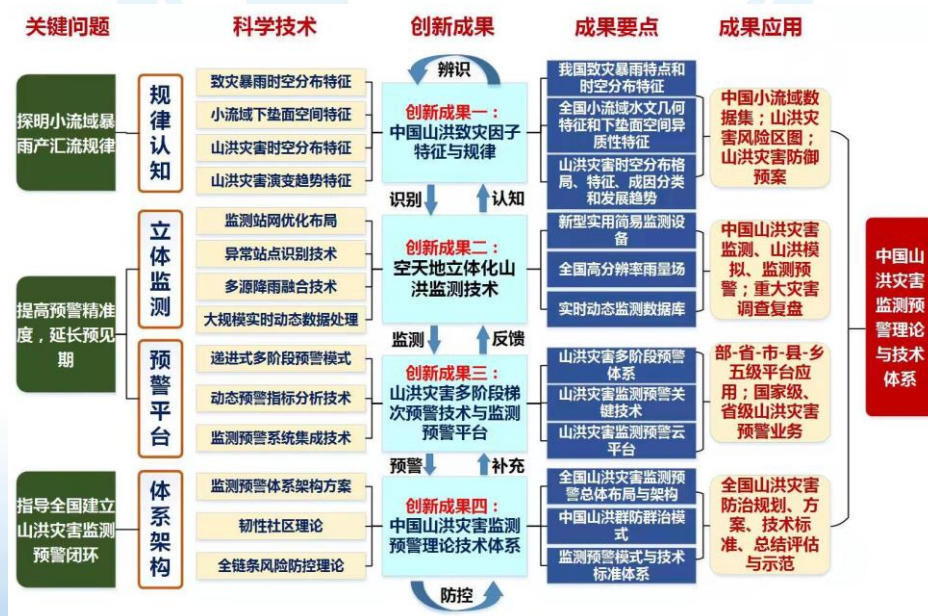 关键问题
科学技术
创新成果
成果要点
成果应用
探明小流域暴
雨产汇流规律
规律认知
致灾暴雨时空分布特征
小流域下垫面空间特征
山洪灾害时空分布特征
山洪灾害演变趋势特征
辨识
创新成果一：
中国山洪致灾因子
特征与规律
我国致灾暴雨特点和
时空分布特征
全国小流域水文几何
特征和下垫面空间异
质性特征
山洪灾害时空分布格
局、特征、成因分类
和发展趋势
中国小流域数
据集；山洪灾
害风险区图；
山洪灾害防御
预案
识别
认知
提高预警精准
度，延长预见
期
立体监测
监测站网优化布局
异常站点识别技术
多源降雨融合技术
大规模实时动态数据处理
创新成果二：
空天地立体化山
洪监测技术
新型实用简易监测设
备
全国高分辨率雨量场
实时动态监测数据库
中国山洪灾害
监测、山洪模
拟、监测预
警；重大灾害
调查复盘
监测
反馈
预警平台
递进式多阶段预警模式
动态预警指标分析技术
监测预警系统集成技术
创新成果三：
山洪灾害多阶段梯
次预警技术与监测
预警平台
山洪灾害多阶段预警
体系
山洪灾害监测预警关
键技术
山洪灾害监测预警云
平台
部-省-市-县-乡
五级平台应
用；国家级、
省级山洪灾害
预警业务
预警
补充
指导全国建立
山洪灾害监测
预警闭环
体系架构
监测预警体系架构方案
韧性社区理论
全链条风险防控理论
创新成果四：
中国山洪灾害监测
预警理论技术体系
全国山洪灾害监测预
警总体布局与架构
中国山洪群防群治模
式
监测预警模式与技术
标准体系
全国山洪灾害
防治规划、方
案、技术标
准、总结评估
与示范
防控
中国山
洪灾害
监测预
警理论
与技术
体系